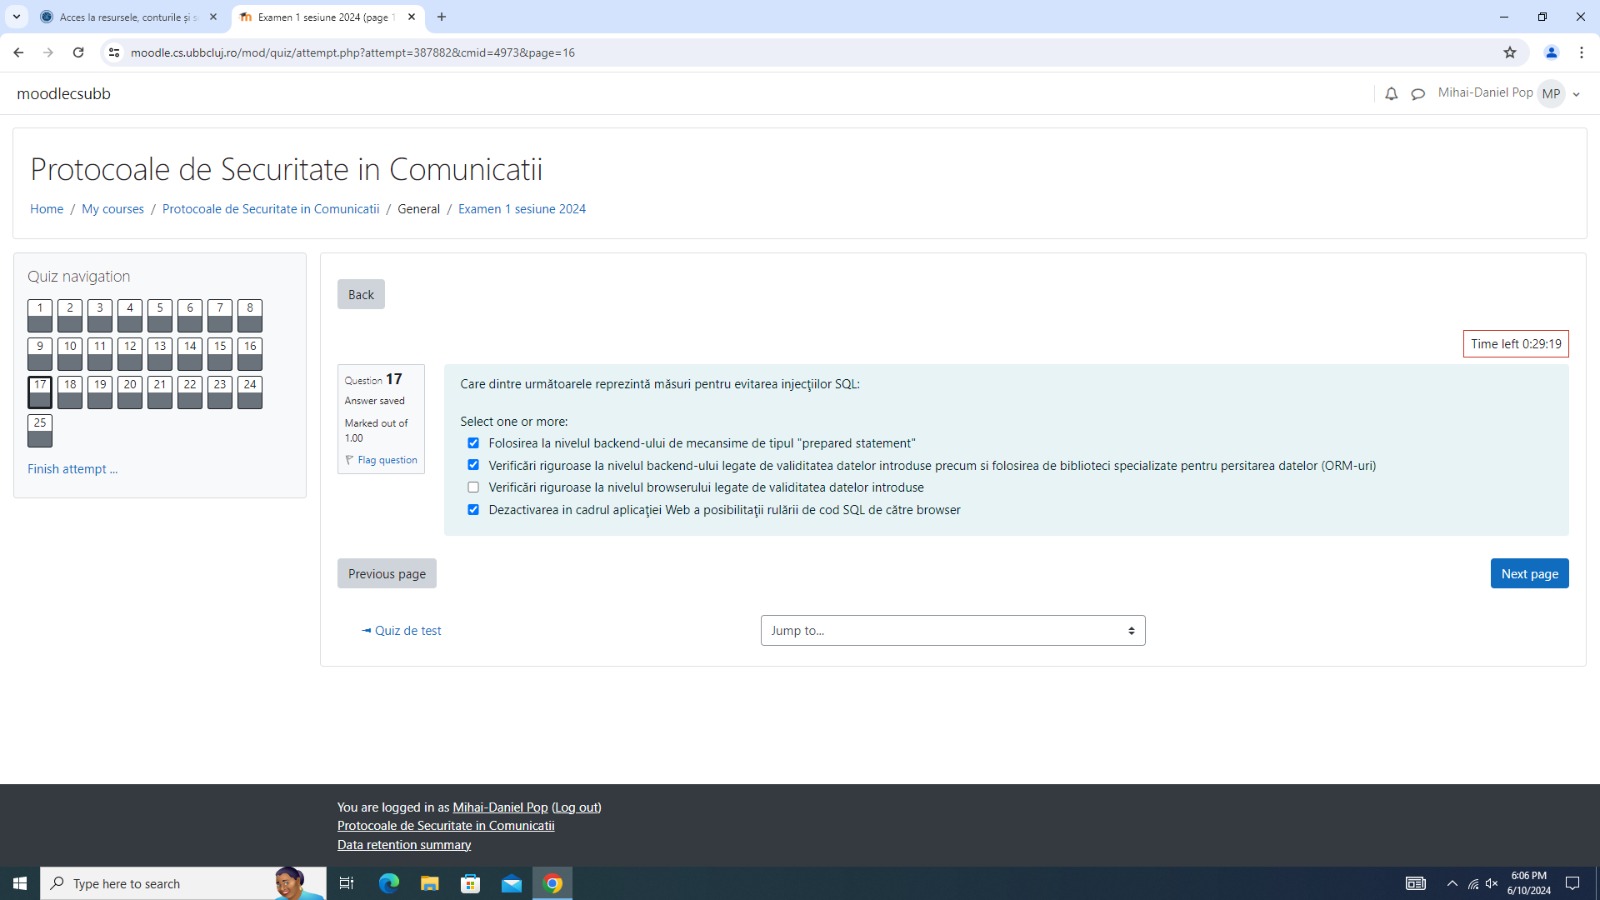 Acces la resursele, conturile și s
Examen 1 sesiune 2024 (page 1
moodle.cs.ubbcluj.ro/mod/quiz/attempt.php?attempt=387882&cmid=4973&page=16
moodlecsubb
Mihai-Daniel Pop MP
Protocoale de Securitate in Comunicatii
Home / My courses / Protocoale de Securitate in Comunicatii / General / Examen 1 sesiune 2024
Quiz navigation
1 2 3 4 5 6 7 8
9 10 11 12 13 14 15 16
17 18 19 20 21 22 23 24
25
Finish attempt ...
Back
Time left 0:29:19
Question 17
Answer saved
Marked out of
1.00
Flag question
Care dintre următoarele reprezintă măsuri pentru evitarea injecţiilor SQL:
Select one or more:
Folosirea la nivelul backend-ului de mecansime de tipul "prepared statement"
Verificări riguroase la nivelul backend-ului legate de validitatea datelor introduse precum si folosirea de biblioteci specializate pentru persitarea datelor (ORM-uri)
Verificări riguroase la nivelul browserului legate de validitatea datelor introduse
Dezactivarea in cadrul aplicaţiei Web a posibilitaţii rulării de cod SQL de către browser
Previous page
Next page
◄ Quiz de test
Jump to...
You are logged in as Mihai-Daniel Pop (Log out)
Protocoale de Securitate in Comunicatii
Data retention summary
Type here to search
6:06 PM
6/10/2024